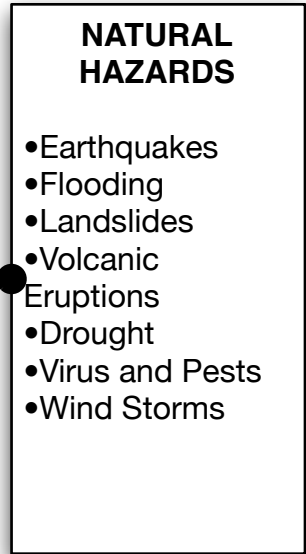 NATURAL
HAZARDS
•Earthquakes
•Flooding
•Landslides
•Volcanic
Eruptions
•Drought
•Virus and Pests
•Wind Storms